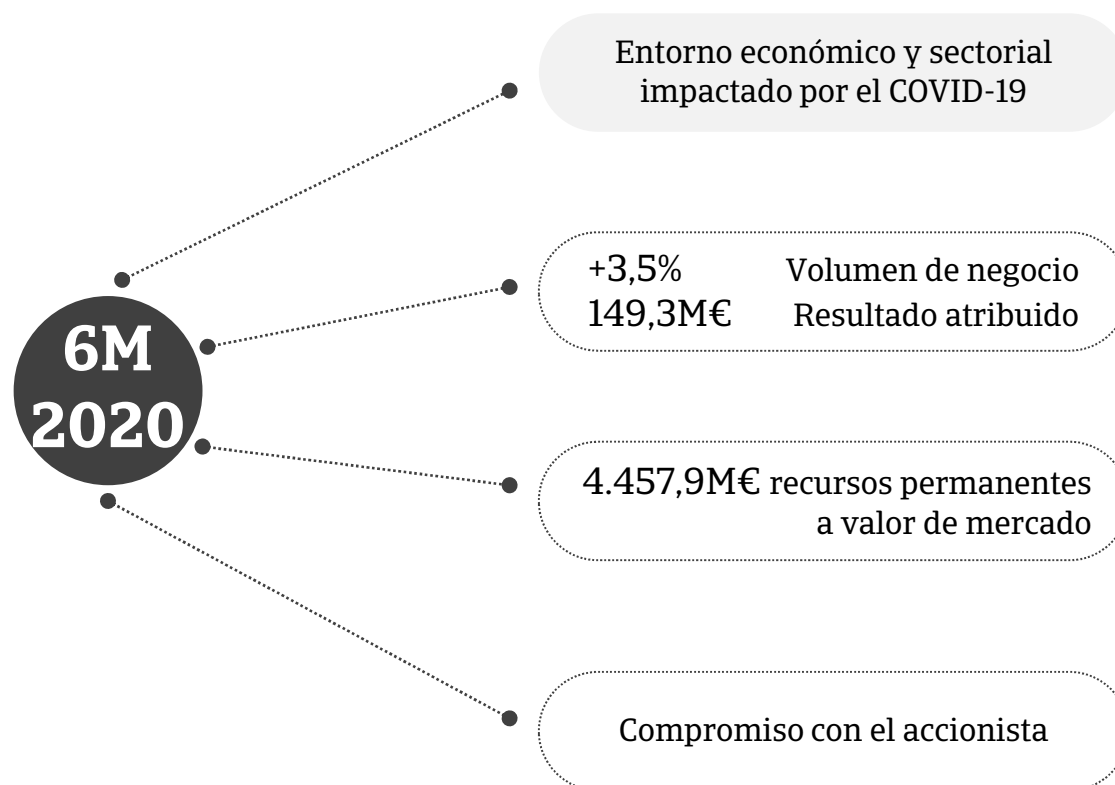 Entorno económico y sectorial
impactado por el COVID-19
6M
2020
+3,5% Volumen de negocio
149,3M€ Resultado atribuido
4.457,9M€ recursos permanentes
a valor de mercado
Compromiso con el accionista